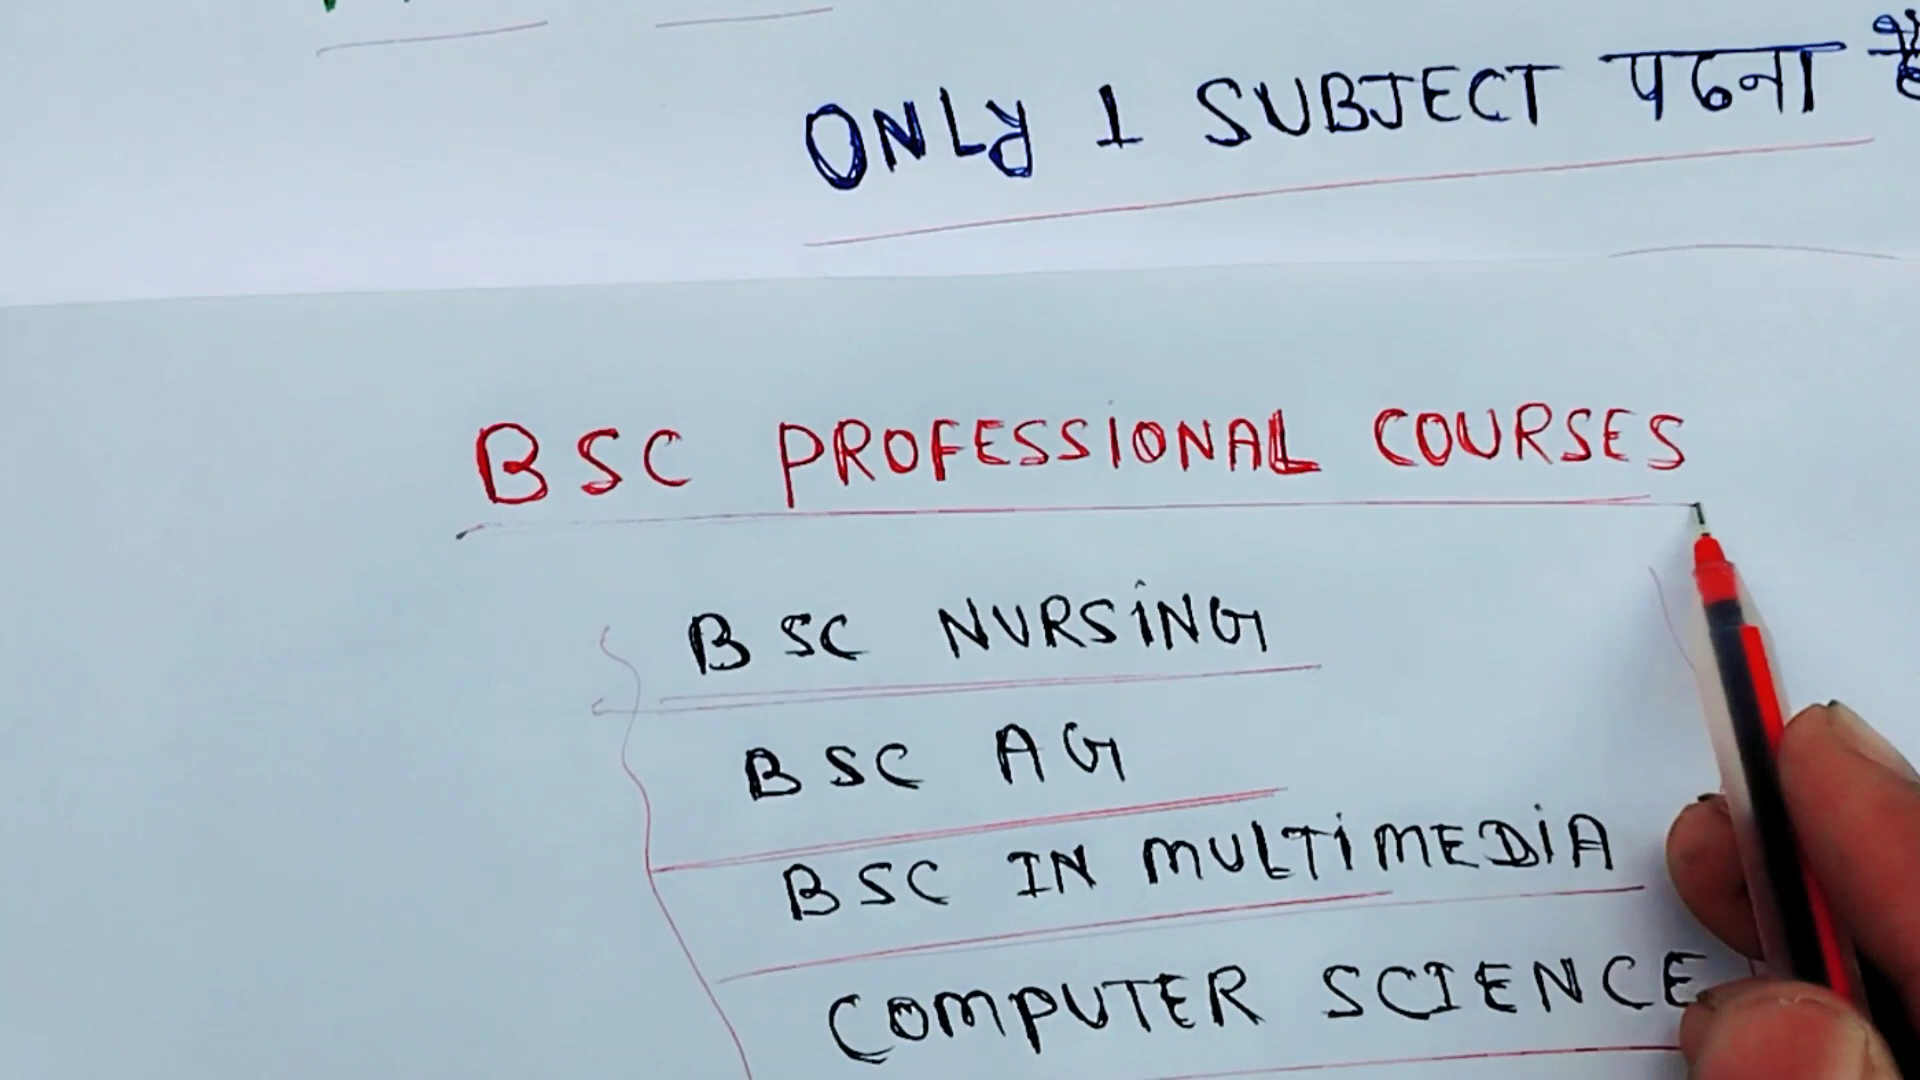 ONLY 1 SUBJECT पढना है
BSC PROFESSIONAL COURSES
BSC NURSING
BSC AG
BSC IN MULTIMEDIA
COMPUTER SCIENCE